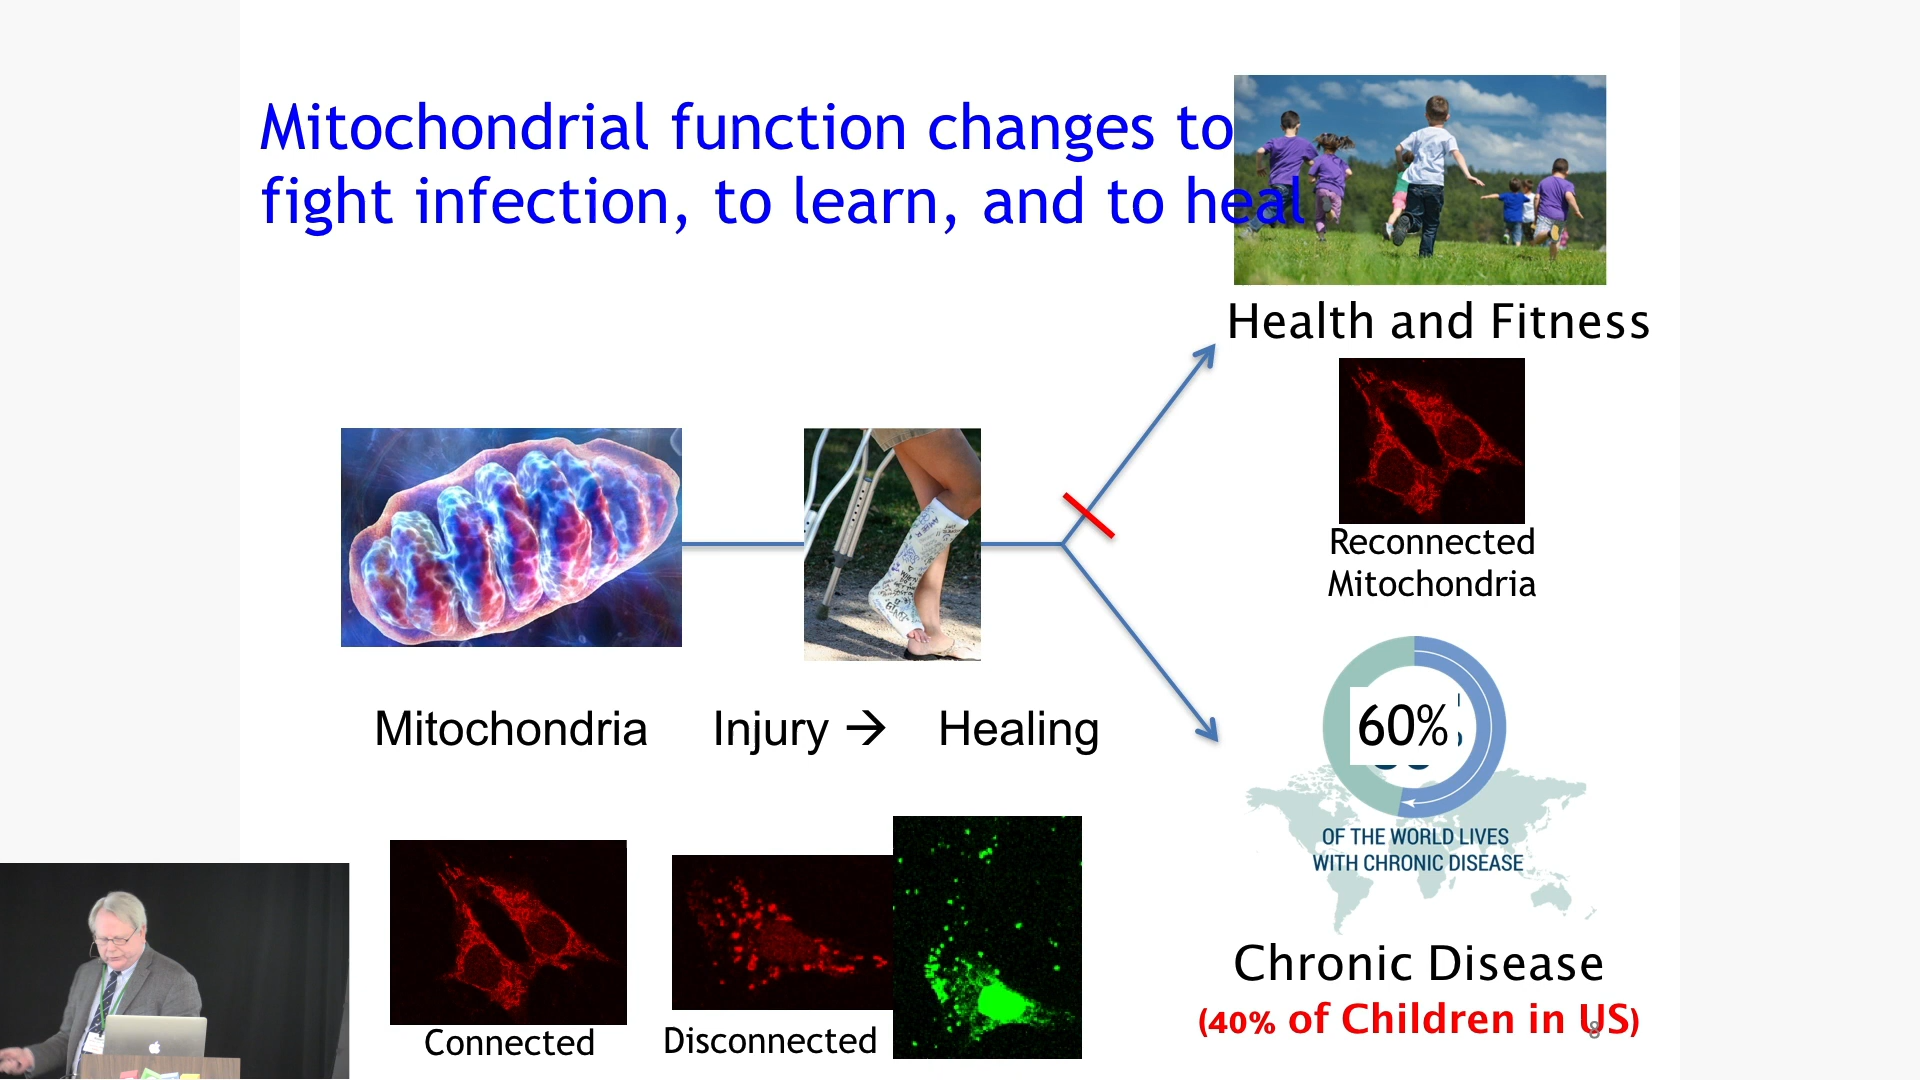 Mitochondrial function changes to
fight infection, to learn, and to heal
Health and Fitness
Reconnected
Mitochondria
Mitochondria
Injury → Healing
60%
OF THE WORLD LIVES
WITH CHRONIC DISEASE
Chronic Disease
(40% of Children in US)
8
Connected
Disconnected